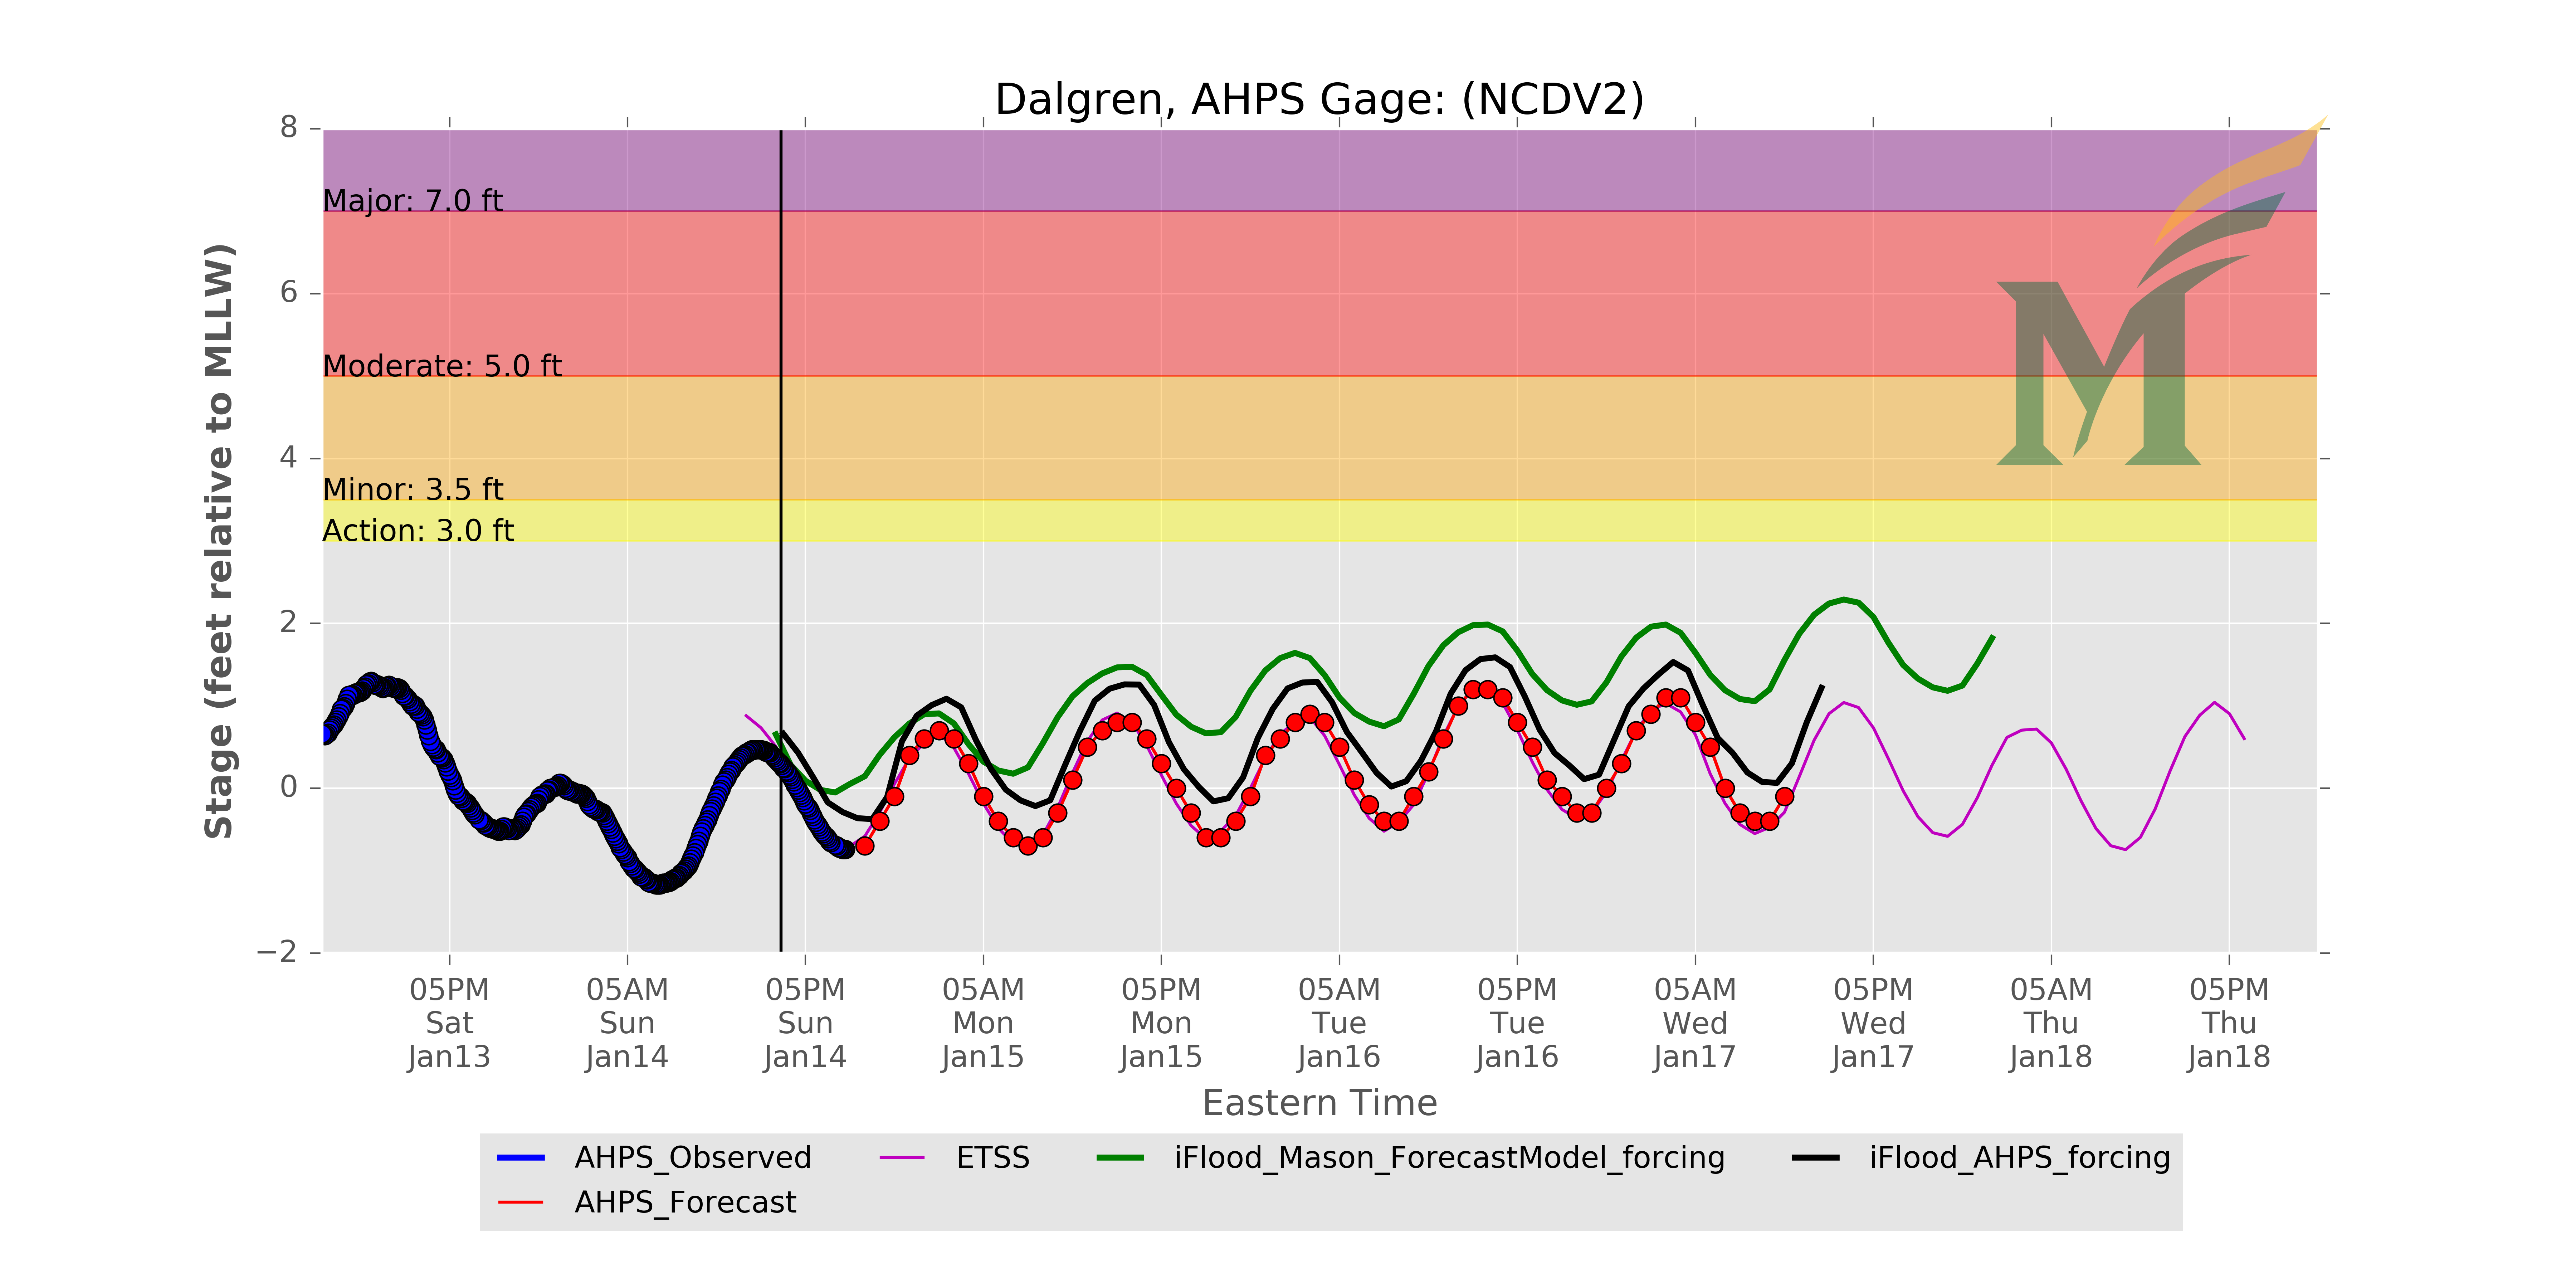 Dalgren, AHPS Gage: (NCDV2)
8
Major: 7.0 ft
6
Moderate: 5.0 ft
4
Minor: 3.5 ft
Action: 3.0 ft
2
0
−2
Stage (feet relative to MLLW)
05PM Sat Jan13
05AM Sun Jan14
05PM Sun Jan14
05AM Mon Jan15
05PM Mon Jan15
05AM Tue Jan16
05PM Tue Jan16
05AM Wed Jan17
05PM Wed Jan17
05AM Thu Jan18
05PM Thu Jan18
Eastern Time
AHPS_Observed
AHPS_Forecast
ETSS
iFlood_Mason_ForecastModel_forcing
iFlood_AHPS_forcing
M